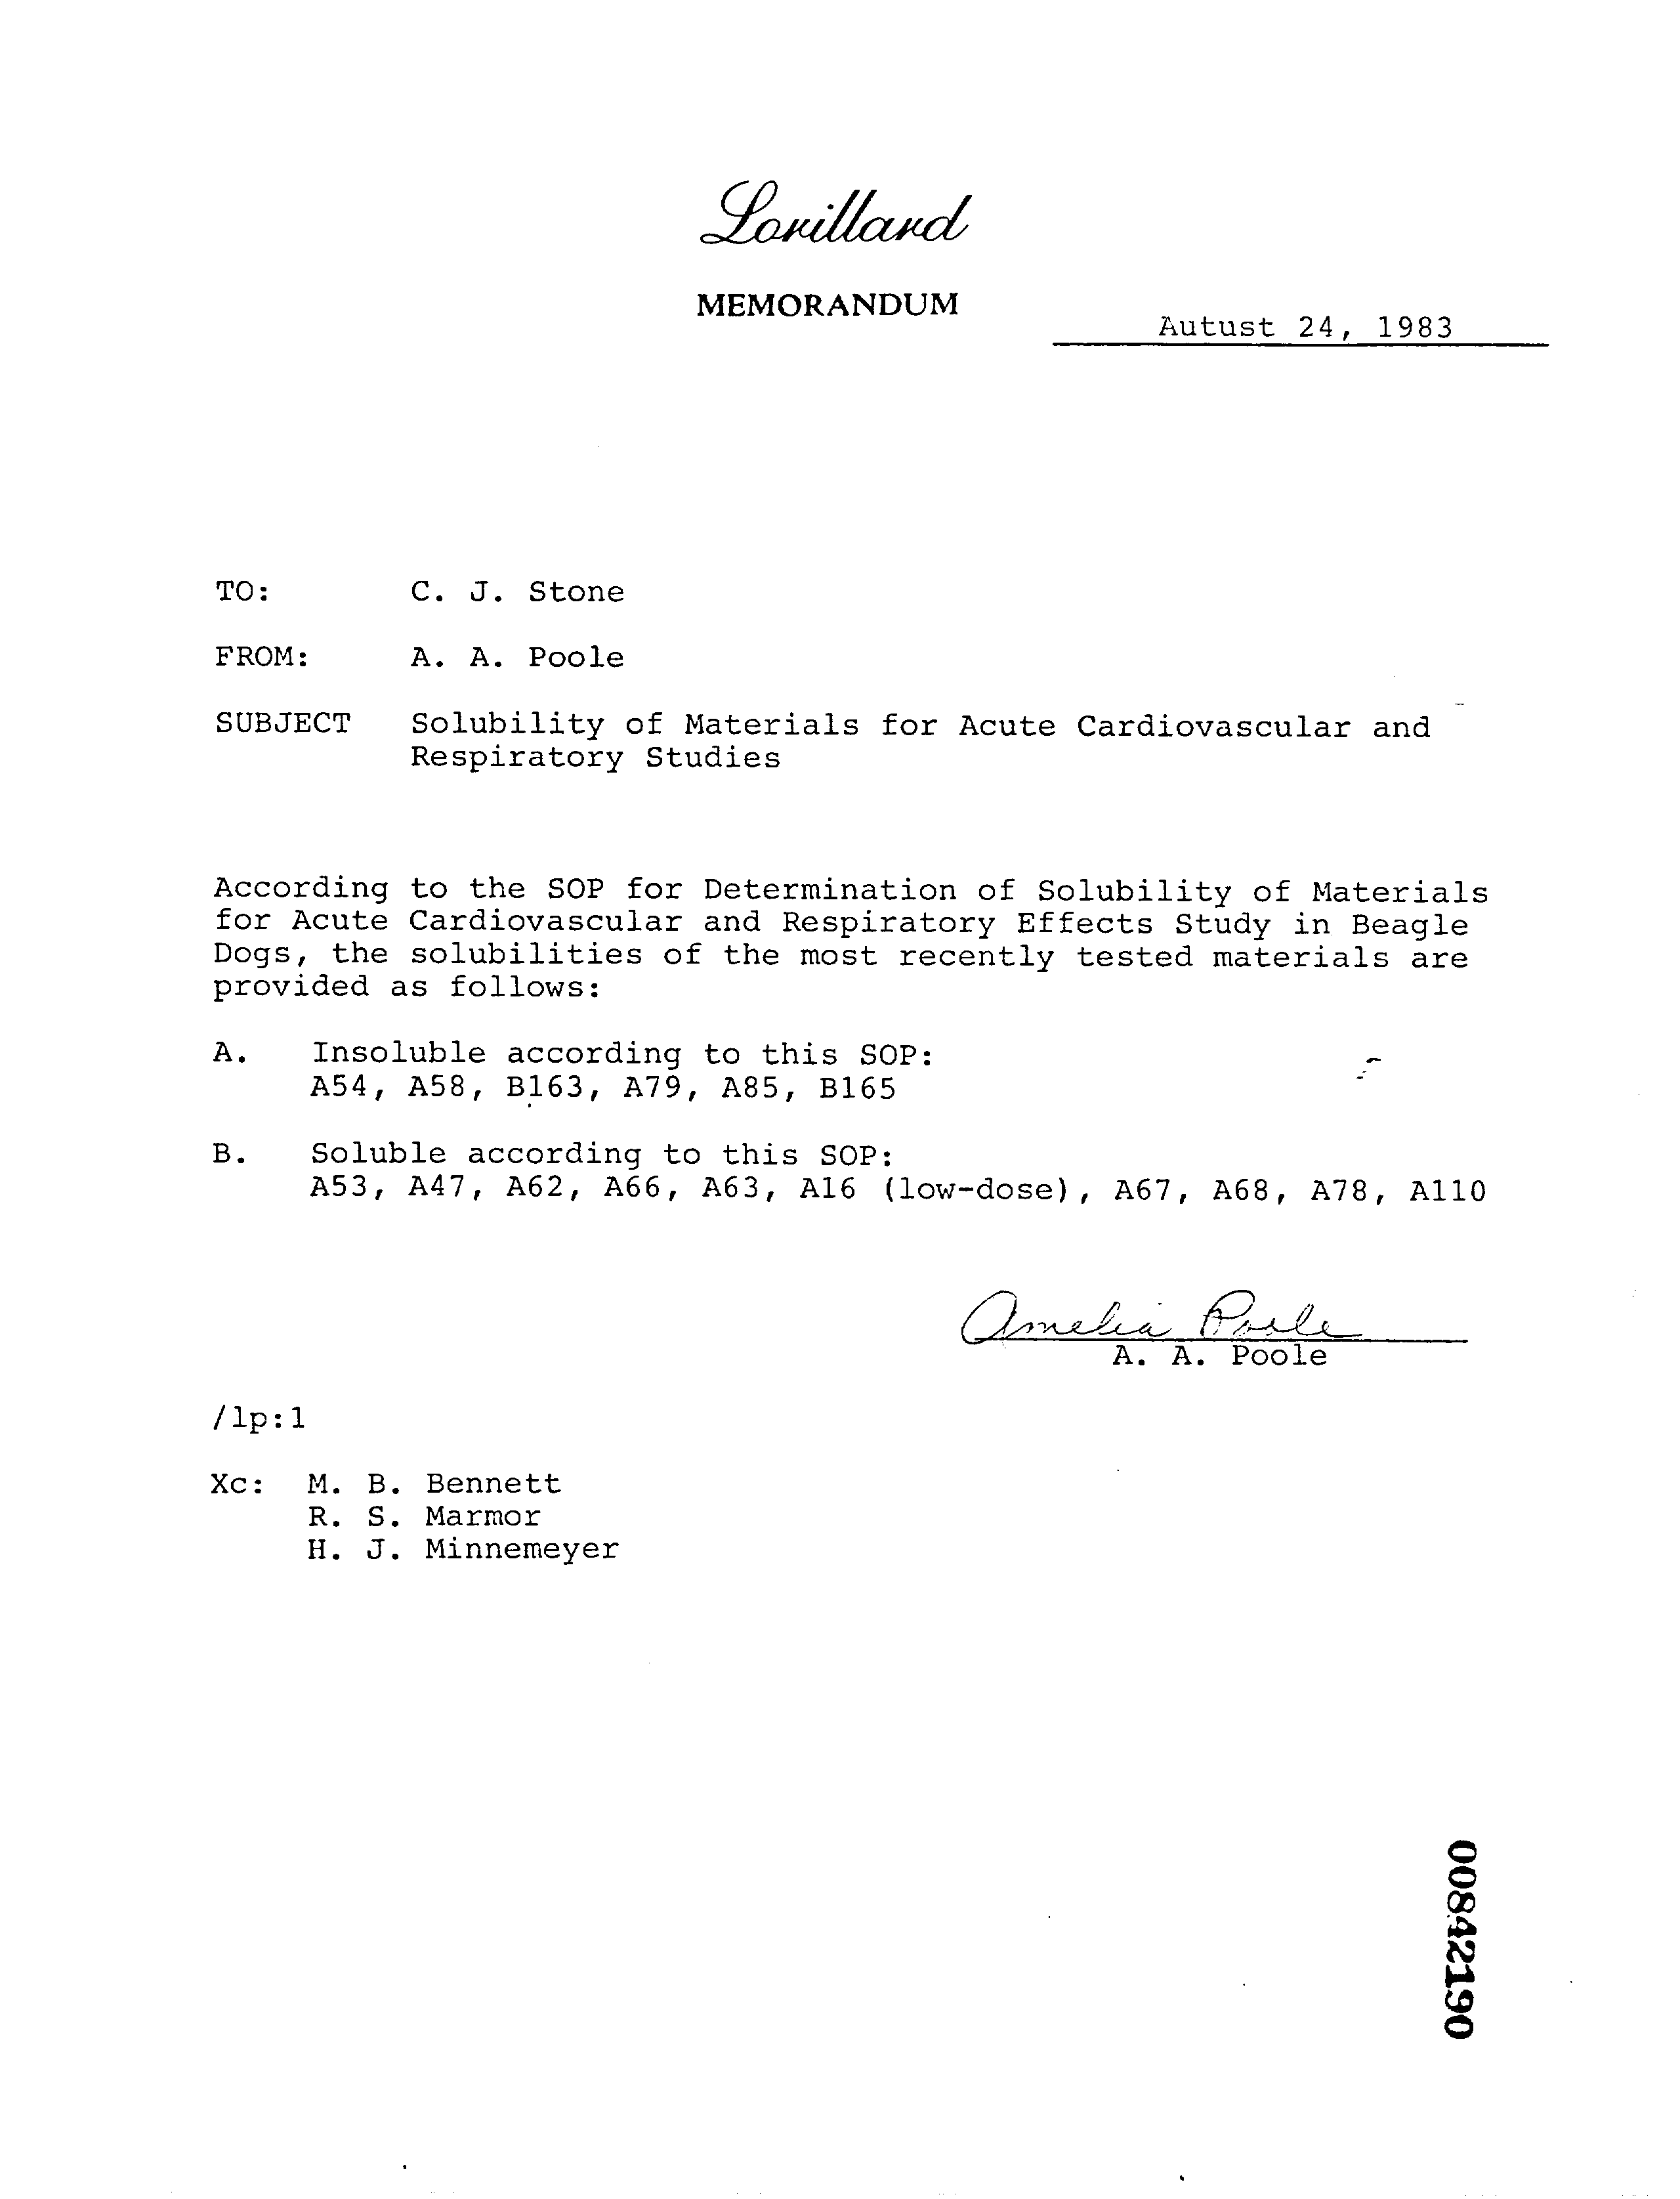 Lorillard
MEMORANDUM
Autust 24, 1983
TO: C. J. Stone
FROM: A. A. Poole
SUBJECT Solubility of Materials for Acute Cardiovascular and
Respiratory Studies
According to the SOP for Determination of Solubility of Materials
for Acute Cardiovascular and Respiratory Effects Study in Beagle
Dogs, the solubilities of the most recently tested materials are
provided as follows:
A. Insoluble according to this SOP:
A54, A58, B163, A79, A85, B165
B. Soluble according to this SOP:
A53, A47, A62, A66, A63, A16 (low-dose), A67, A68, A78, A110
Amelia Poole
A. A. Poole
/lp:1
Xc: M. B. Bennett
R. S. Marmor
H. J. Minnemeyer
00842190